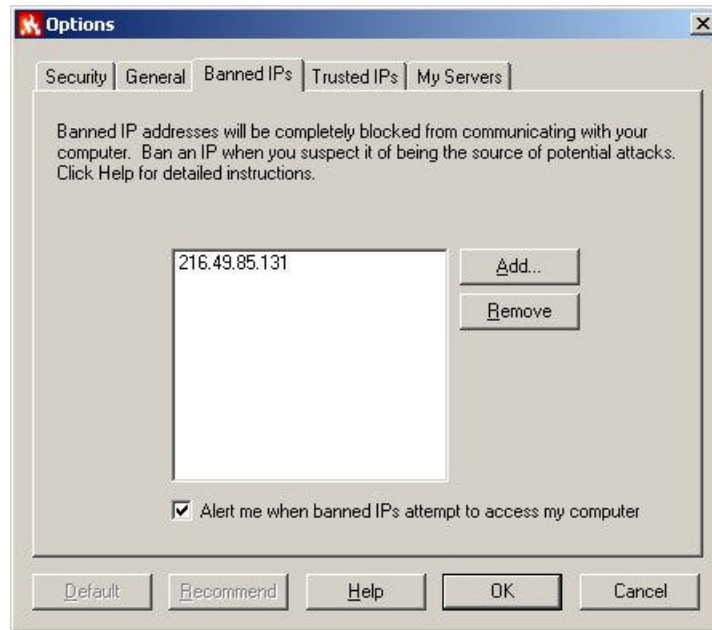 Options
Security General Banned IPs Trusted IPs My Servers
Banned IP addresses will be completely blocked from communicating with your
computer. Ban an IP when you suspect it of being the source of potential attacks.
Click Help for detailed instructions.
216.49.85.131
Add...
Remove
Alert me when banned IPs attempt to access my computer
Default Recommend Help OK Cancel